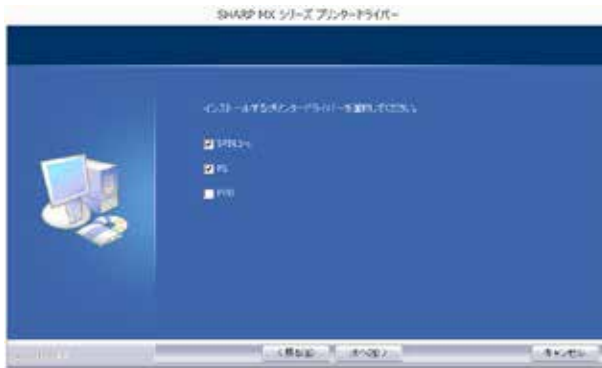 SHARP MX シリーズ プリンタードライバー
インストールするプリンタードライバーを選択してください。
SPDL2-c
PS
< 戻る(B)
次へ(N) >
キャンセル